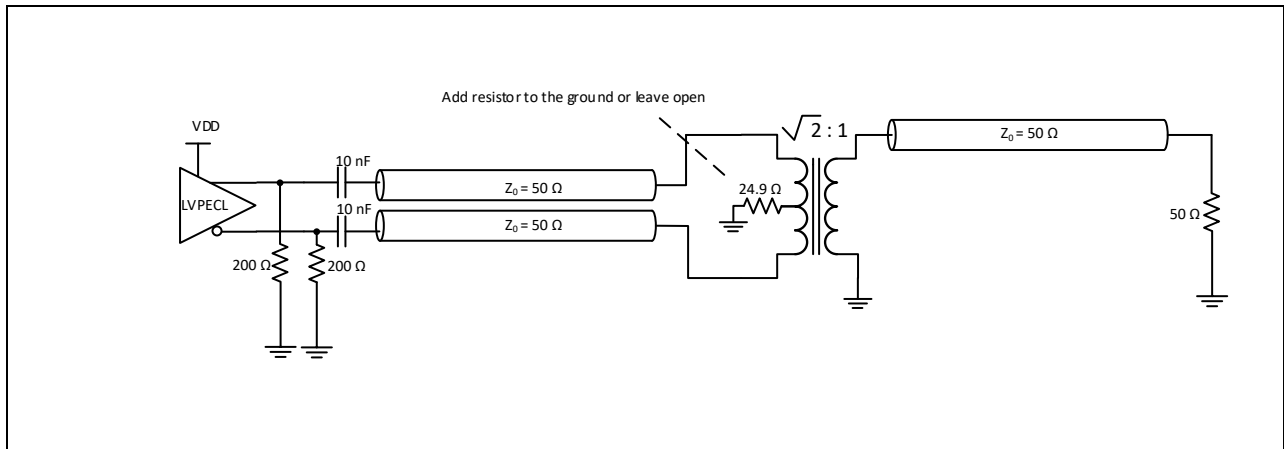 Add resistor to the ground or leave open
VDD
√2 : 1
Z0 = 50 Ω
10 nF
Z0 = 50 Ω
LVPECL
10 nF
24.9 Ω
Z0 = 50 Ω
50 Ω
200 Ω
200 Ω